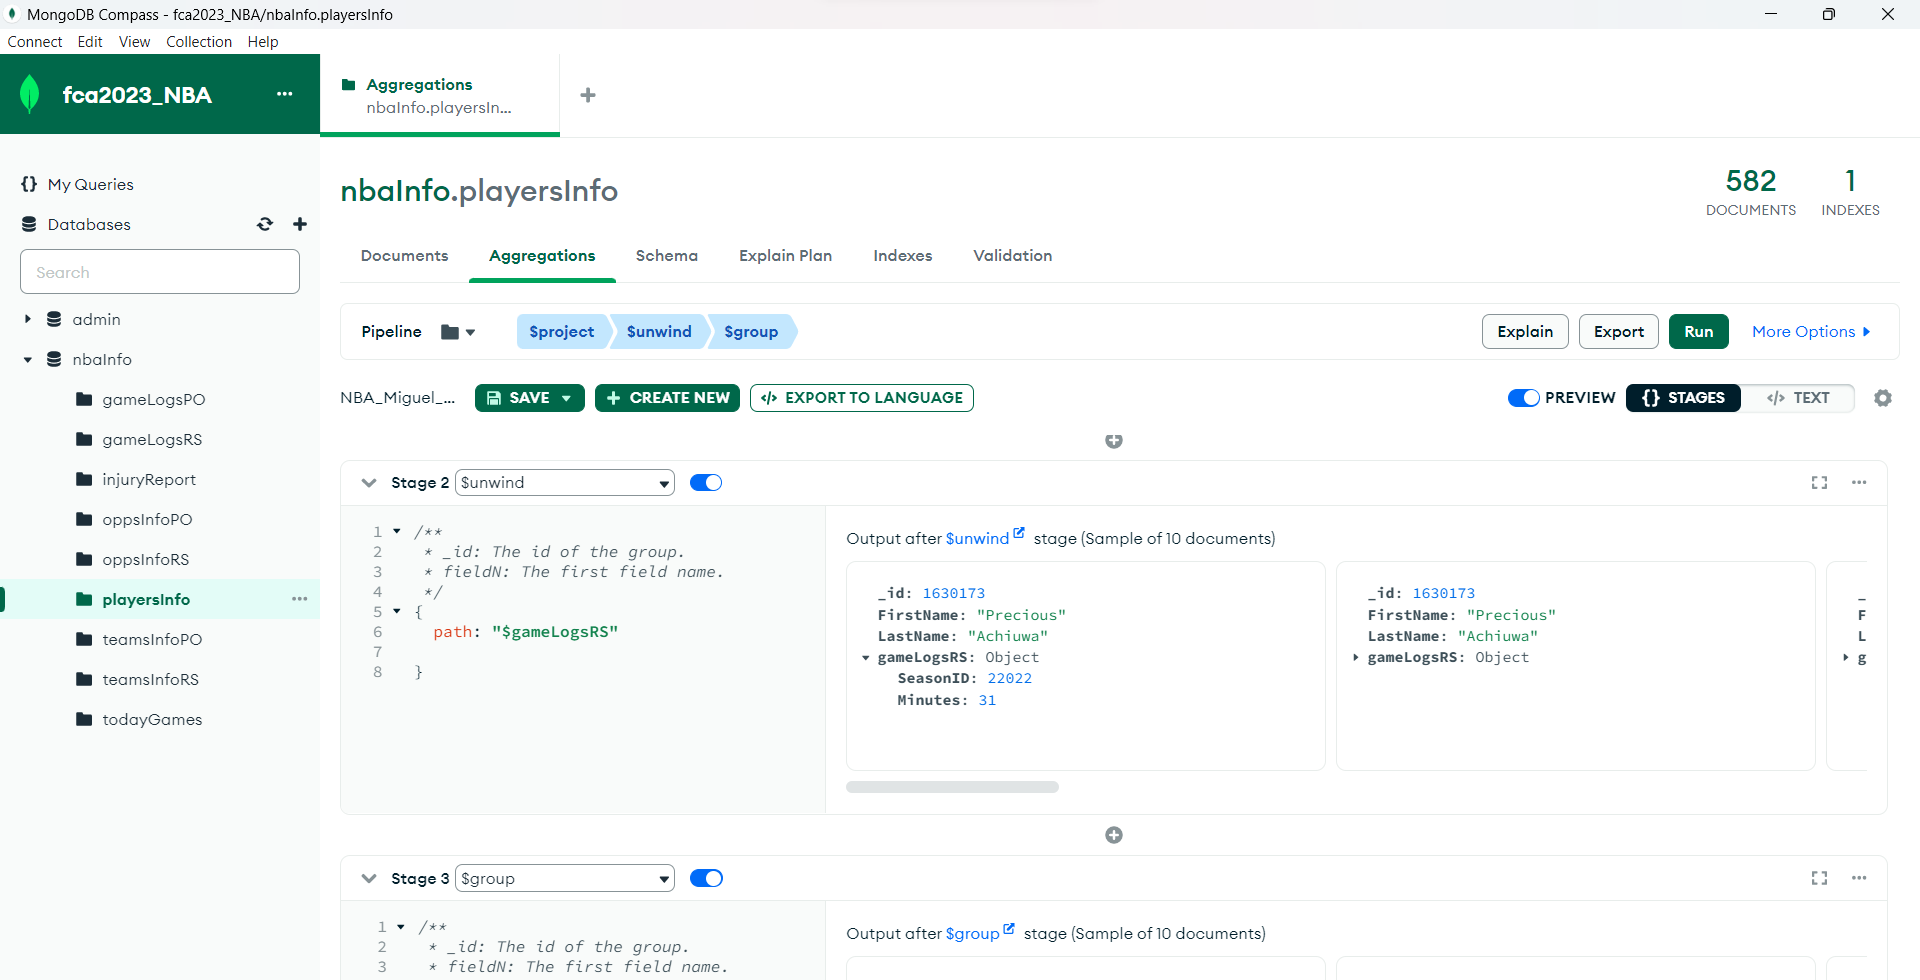 MongoDB Compass - fca2023_NBA/nbaInfo.playersInfo
Connect Edit View Collection Help
fca2023_NBA
Aggregations
nbaInfo.playersIn...
My Queries
Databases
Search
admin
nbaInfo
gameLogsPO
gameLogsRS
injuryReport
oppsInfoPO
oppsInfoRS
playersInfo
teamsInfoPO
teamsInfoRS
todayGames
nbaInfo.playersInfo
582
DOCUMENTS
1
INDEXES
Documents Aggregations Schema Explain Plan Indexes Validation
Pipeline $project $unwind $group Explain Export Run More Options
NBA_Miguel_... SAVE CREATE NEW </> EXPORT TO LANGUAGE PREVIEW {} STAGES </> TEXT
Stage 2 $unwind
1 /**
2 * _id: The id of the group.
3 * fieldN: The first field name.
4 */
5 {
6 path: "$gameLogsRS"
7
8 }
Output after $unwind stage (Sample of 10 documents)
_id: 1630173
FirstName: "Precious"
LastName: "Achiuwa"
gameLogsRS: Object
SeasonID: 22022
Minutes: 31
_id: 1630173
FirstName: "Precious"
LastName: "Achiuwa"
gameLogsRS: Object
_
F
L
g
Stage 3 $group
1 /**
2 * _id: The id of the group.
3 * fieldN: The first field name.
Output after $group stage (Sample of 10 documents)